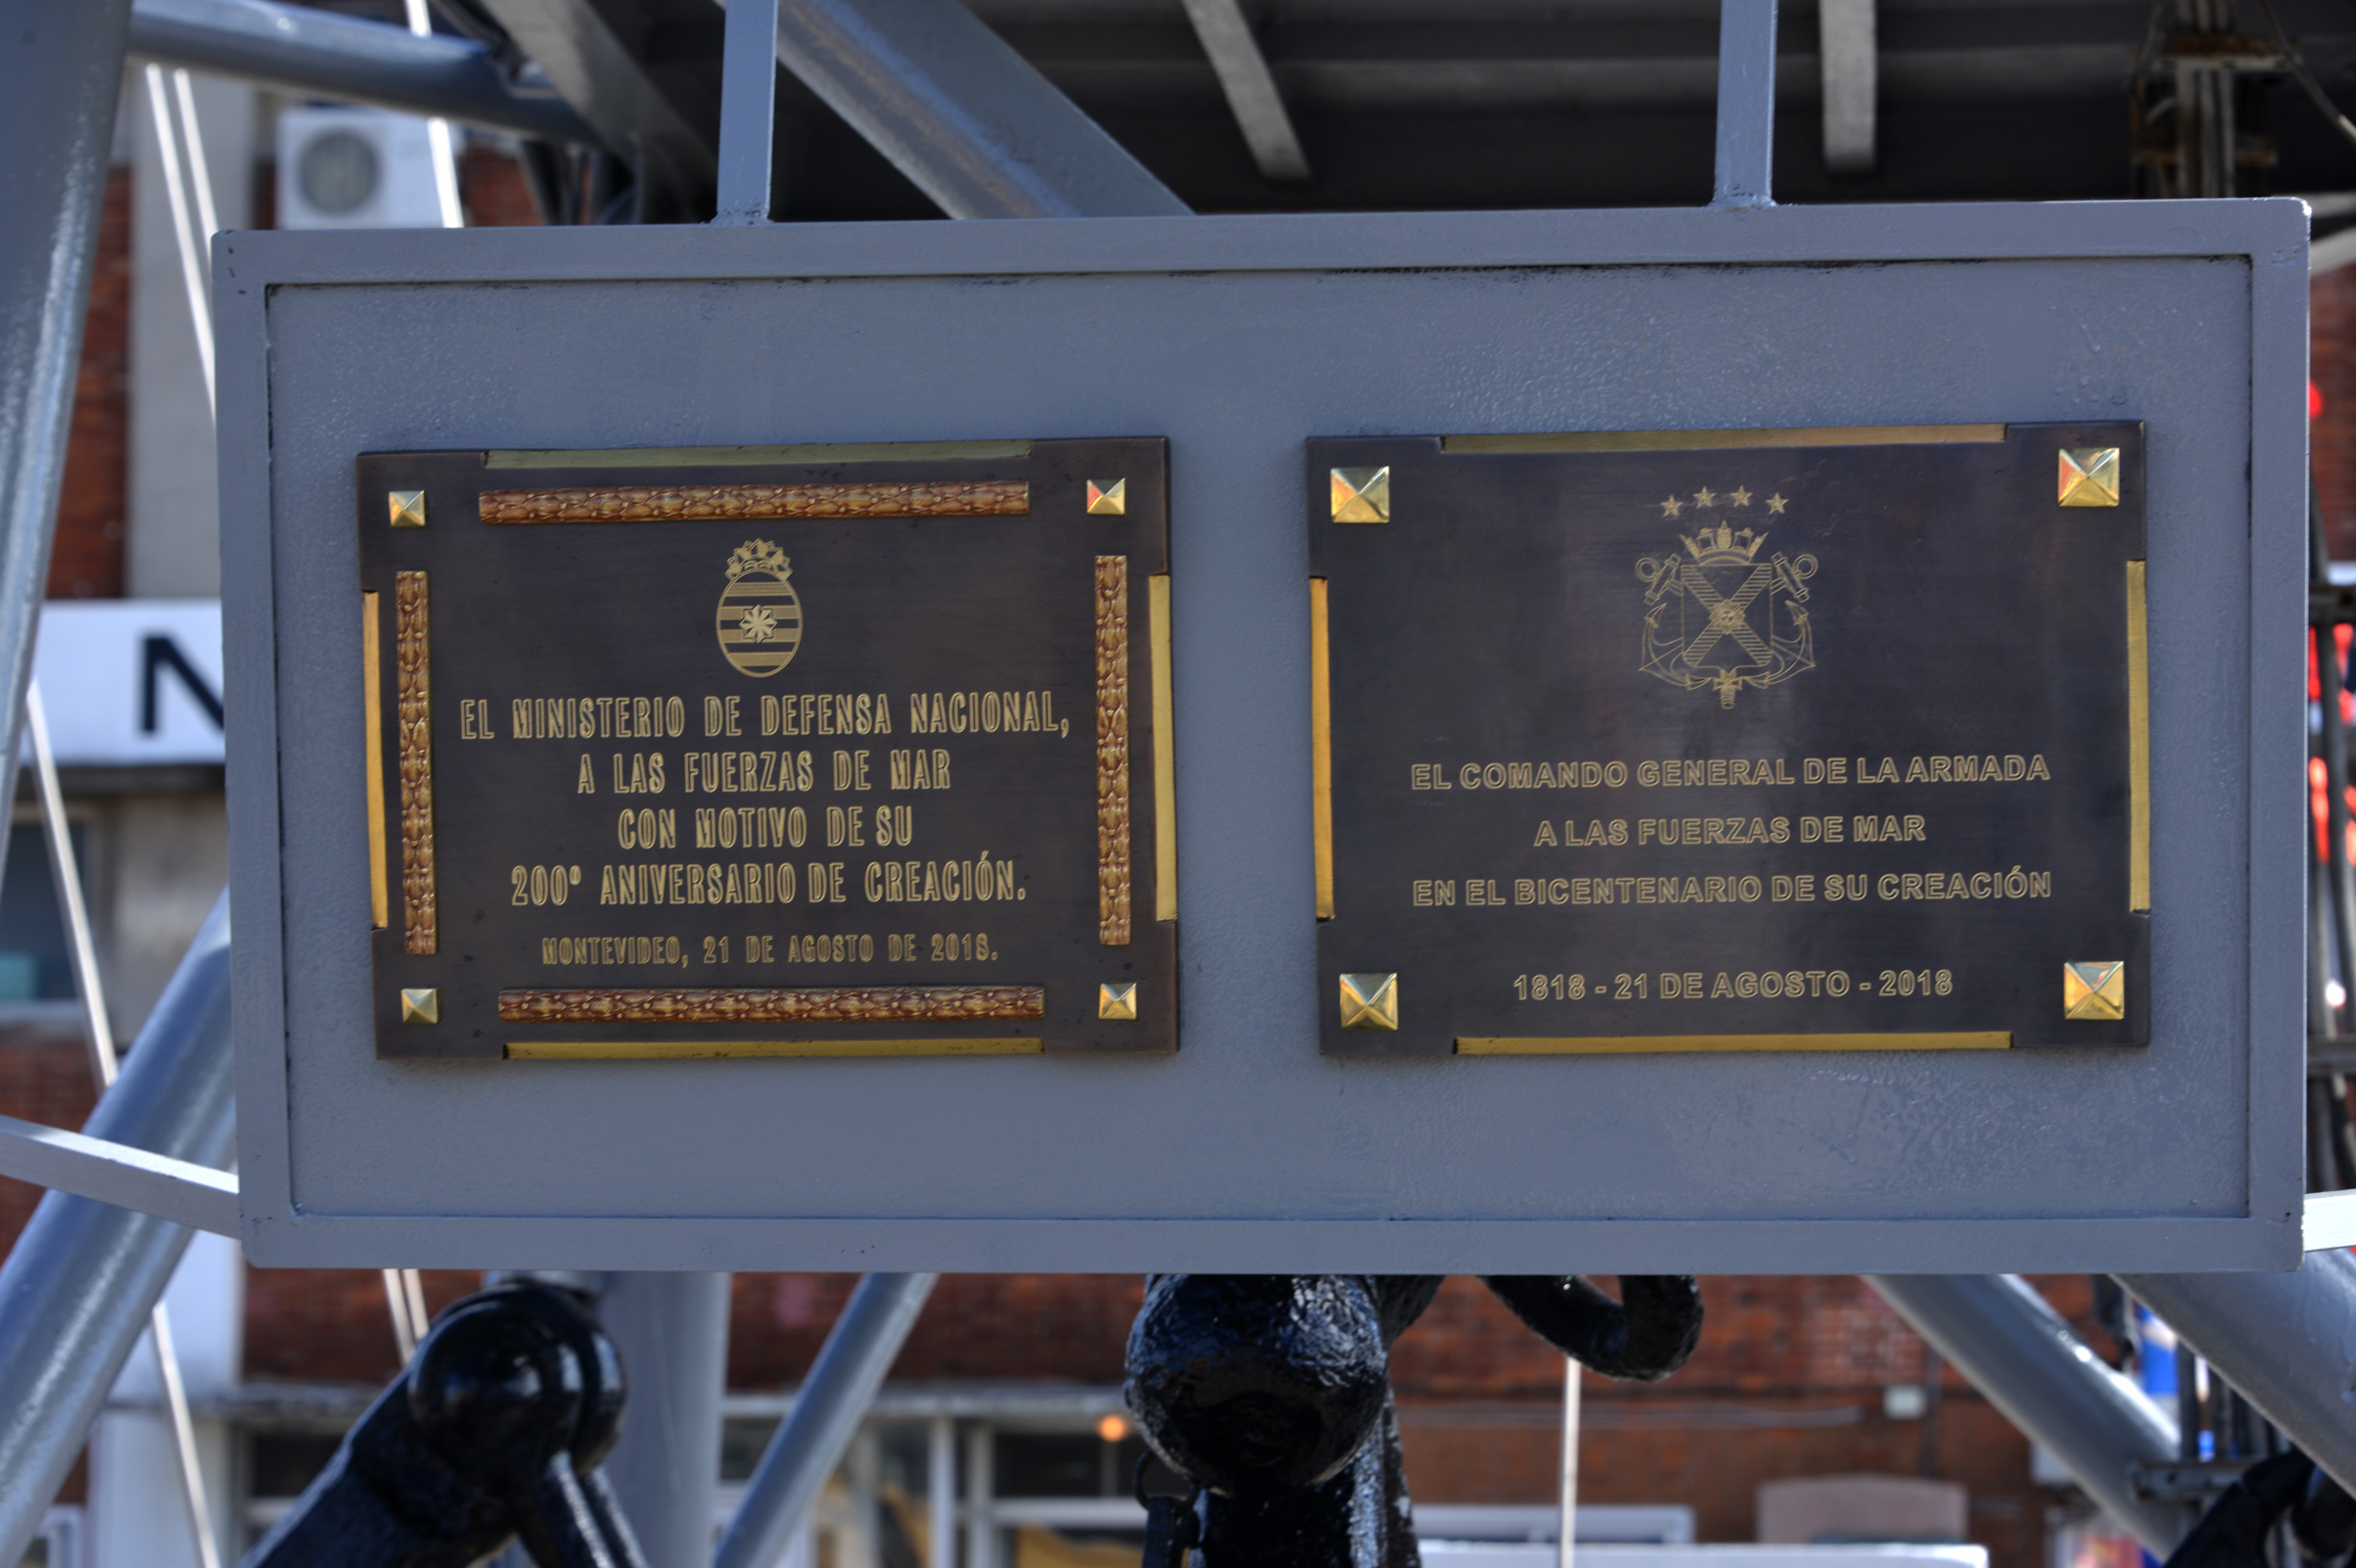 EL MINISTERIO DE DEFENSA NACIONAL,
A LAS FUERZAS DE MAR
CON MOTIVO DE SU
200º ANIVERSARIO DE CREACIÓN.
MONTEVIDEO, 21 DE AGOSTO DE 2018.
EL COMANDO GENERAL DE LA ARMADA
A LAS FUERZAS DE MAR
EN EL BICENTENARIO DE SU CREACIÓN
1818 - 21 DE AGOSTO - 2018
N